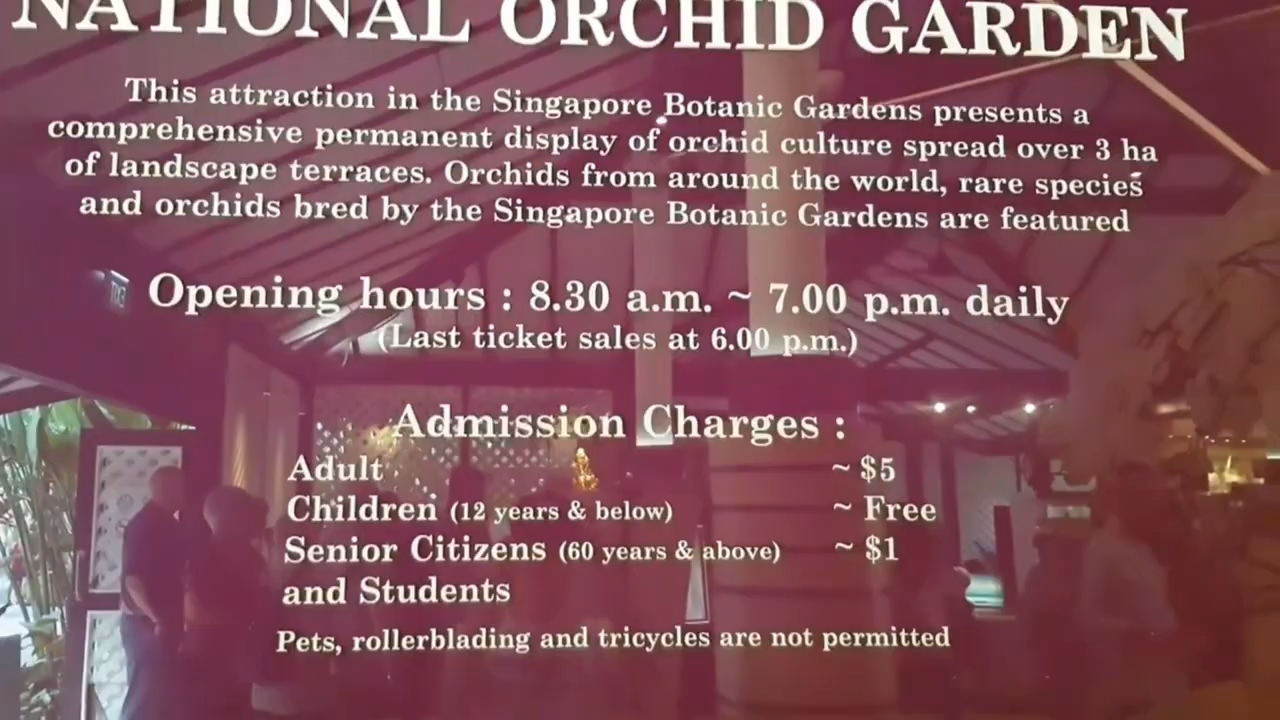 NATIONAL ORCHID GARDEN
This attraction in the Singapore Botanic Gardens presents a
comprehensive permanent display of orchid culture spread over 3 ha
of landscape terraces. Orchids from around the world, rare species
and orchids bred by the Singapore Botanic Gardens are featured
Opening hours : 8.30 a.m. ~ 7.00 p.m. daily
(Last ticket sales at 6.00 p.m.)
Admission Charges :
Adult ~ $5
Children (12 years & below) ~ Free
Senior Citizens (60 years & above) ~ $1
and Students
Pets, rollerblading and tricycles are not permitted